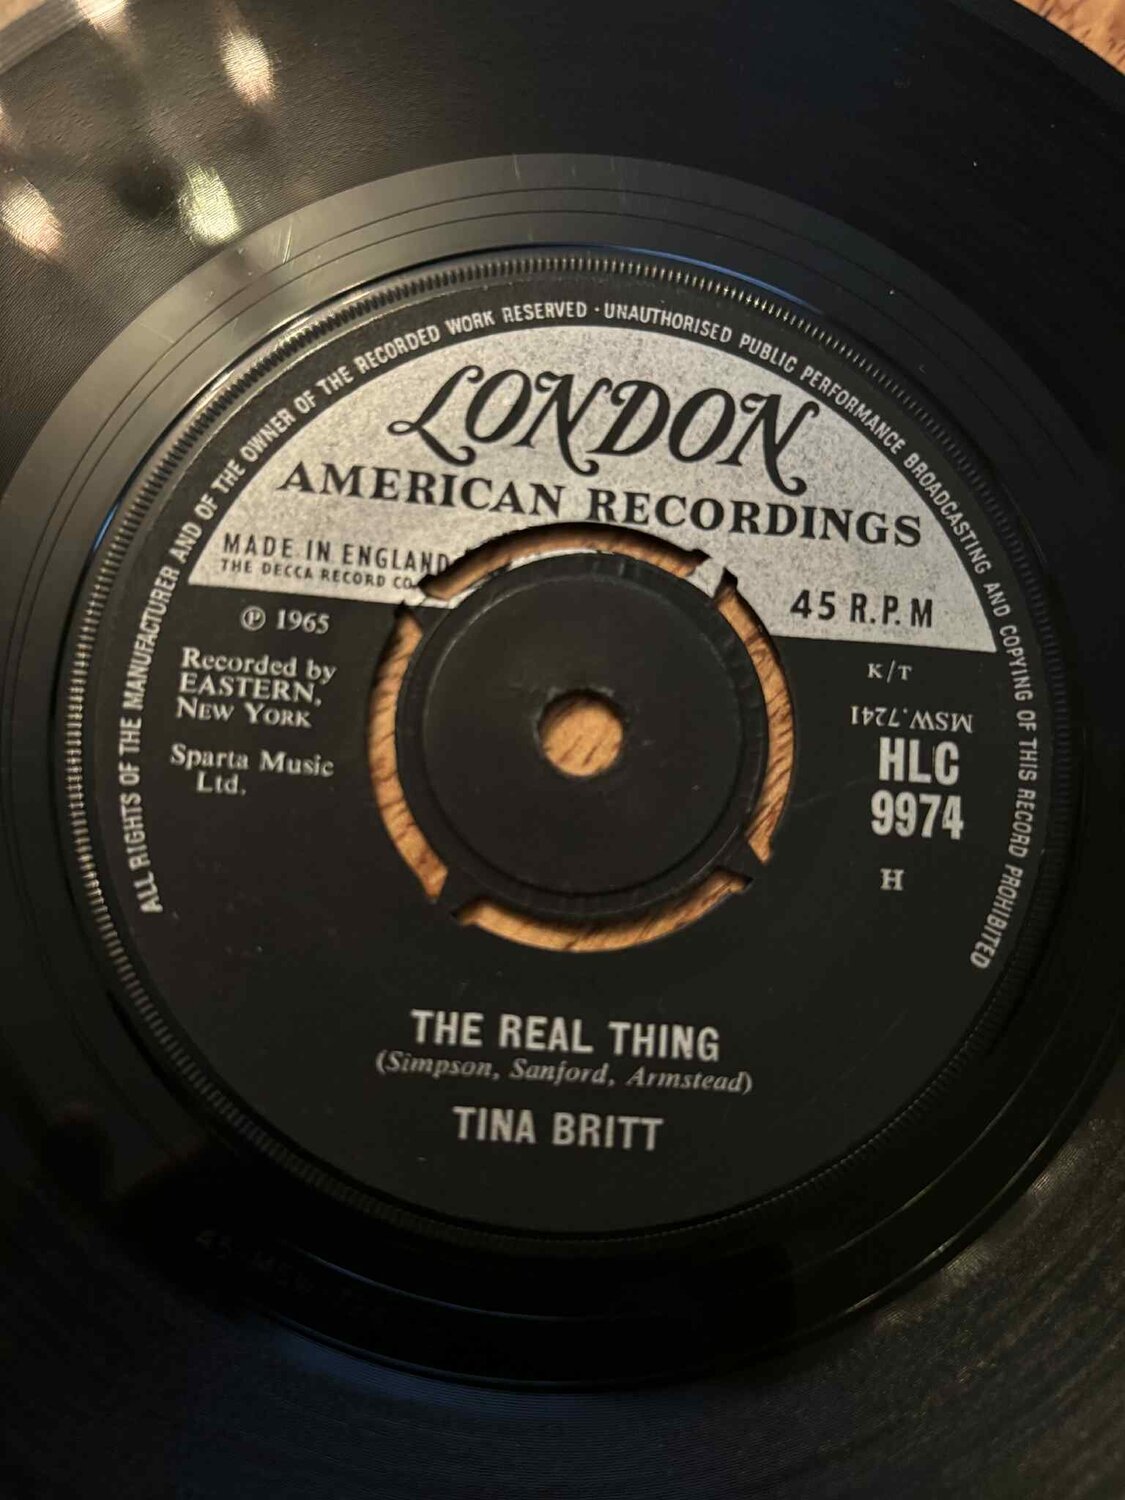 ALL RIGHTS OF THE MANUFACTURER AND OF THE OWNER OF THE RECORDED WORK RESERVED · UNAUTHORISED PUBLIC PERFORMANCE BROADCASTING AND COPYING OF THIS RECORD PROHIBITED
LONDON
AMERICAN RECORDINGS
MADE IN ENGLAND
THE DECCA RECORD CO
45 R.P.M
℗ 1965
Recorded by
EASTERN,
NEW YORK
Sparta Music
Ltd.
K/T
MSW.7241
HLC
9974
H
THE REAL THING
(Simpson, Sanford, Armstead)
TINA BRITT